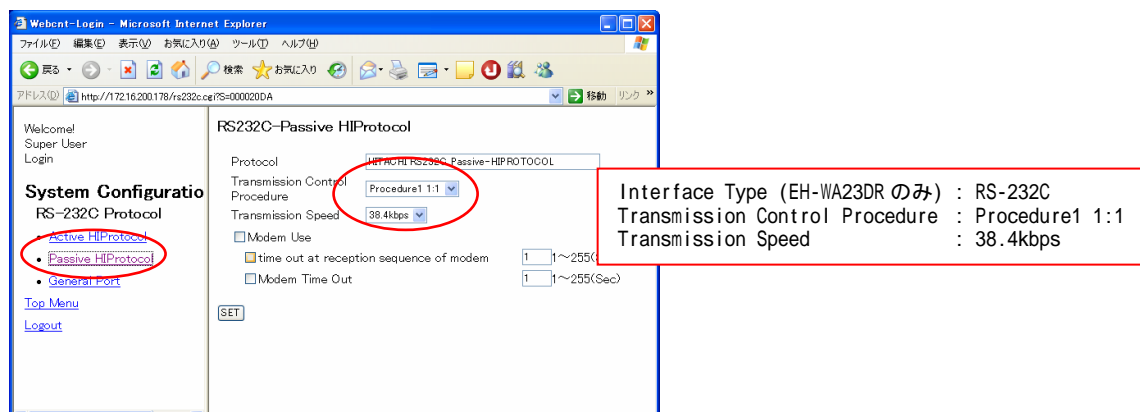 Webcnt-Login - Microsoft Internet Explorer
ファイル(F) 編集(E) 表示(V) お気に入り(A) ツール(T) ヘルプ(H)
戻る 検索 お気に入り
アドレス(D) http://172.16.200.178/rs232c.cgi?S=000020DA 移動 リンク »
Welcome!
Super User
Login
System Configuratio
RS-232C Protocol
Active HIProtocol
Passive HIProtocol
General Port
Top Menu
Logout
RS232C-Passive HIProtocol
Protocol HITACHI RS232C Passive-HIPROTOCOL
Transmission Control Procedure Procedure1 1:1
Transmission Speed 38.4kbps
Modem Use
time out at reception sequence of modem 1 1～255(
Modem Time Out 1 1～255(Sec)
SET
Interface Type (EH-WA23DR のみ) : RS-232C
Transmission Control Procedure : Procedure1 1:1
Transmission Speed : 38.4kbps